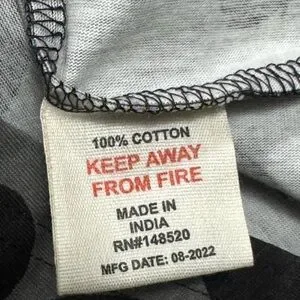 100% COTTON
KEEP AWAY
FROM FIRE
MADE IN
INDIA
RN#148520
MFG DATE: 08-2022